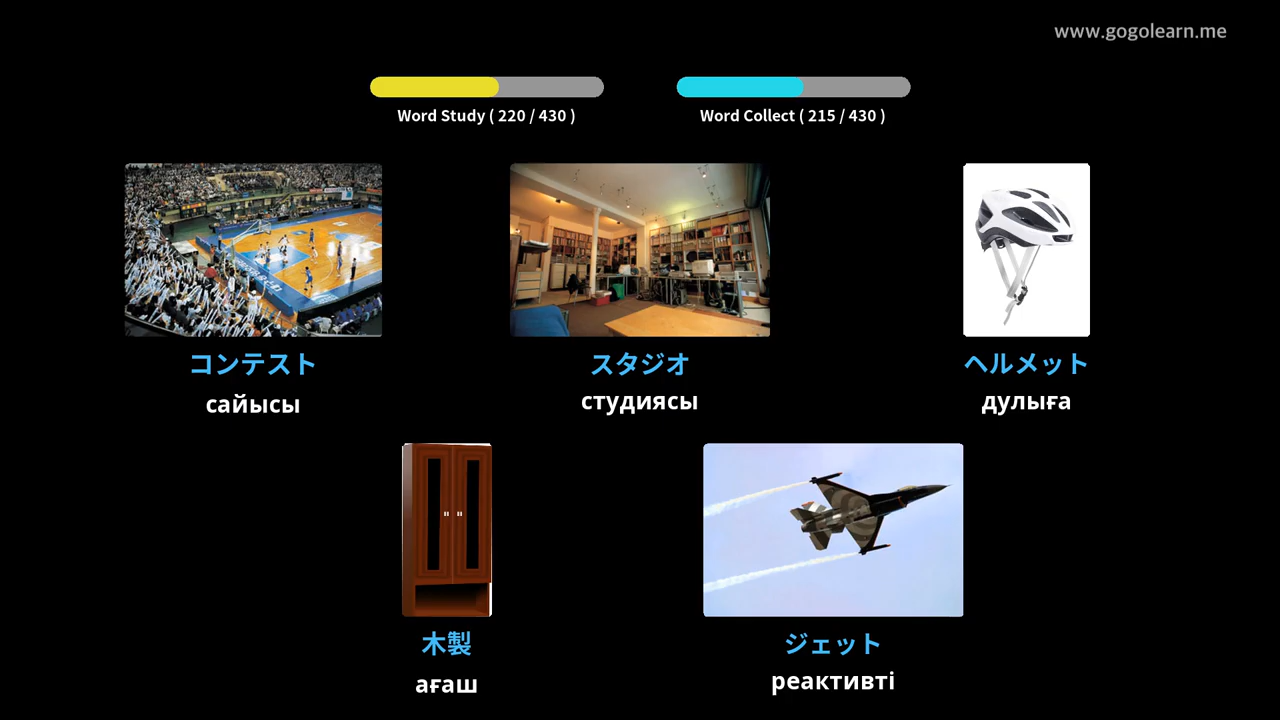 www.gogolearn.me
Word Study ( 220 / 430 )
Word Collect ( 215 / 430 )
コンテスト
スタジオ
ヘルメット
сайысы
студиясы
дулыға
木製
ジェット
ағаш
реактивті